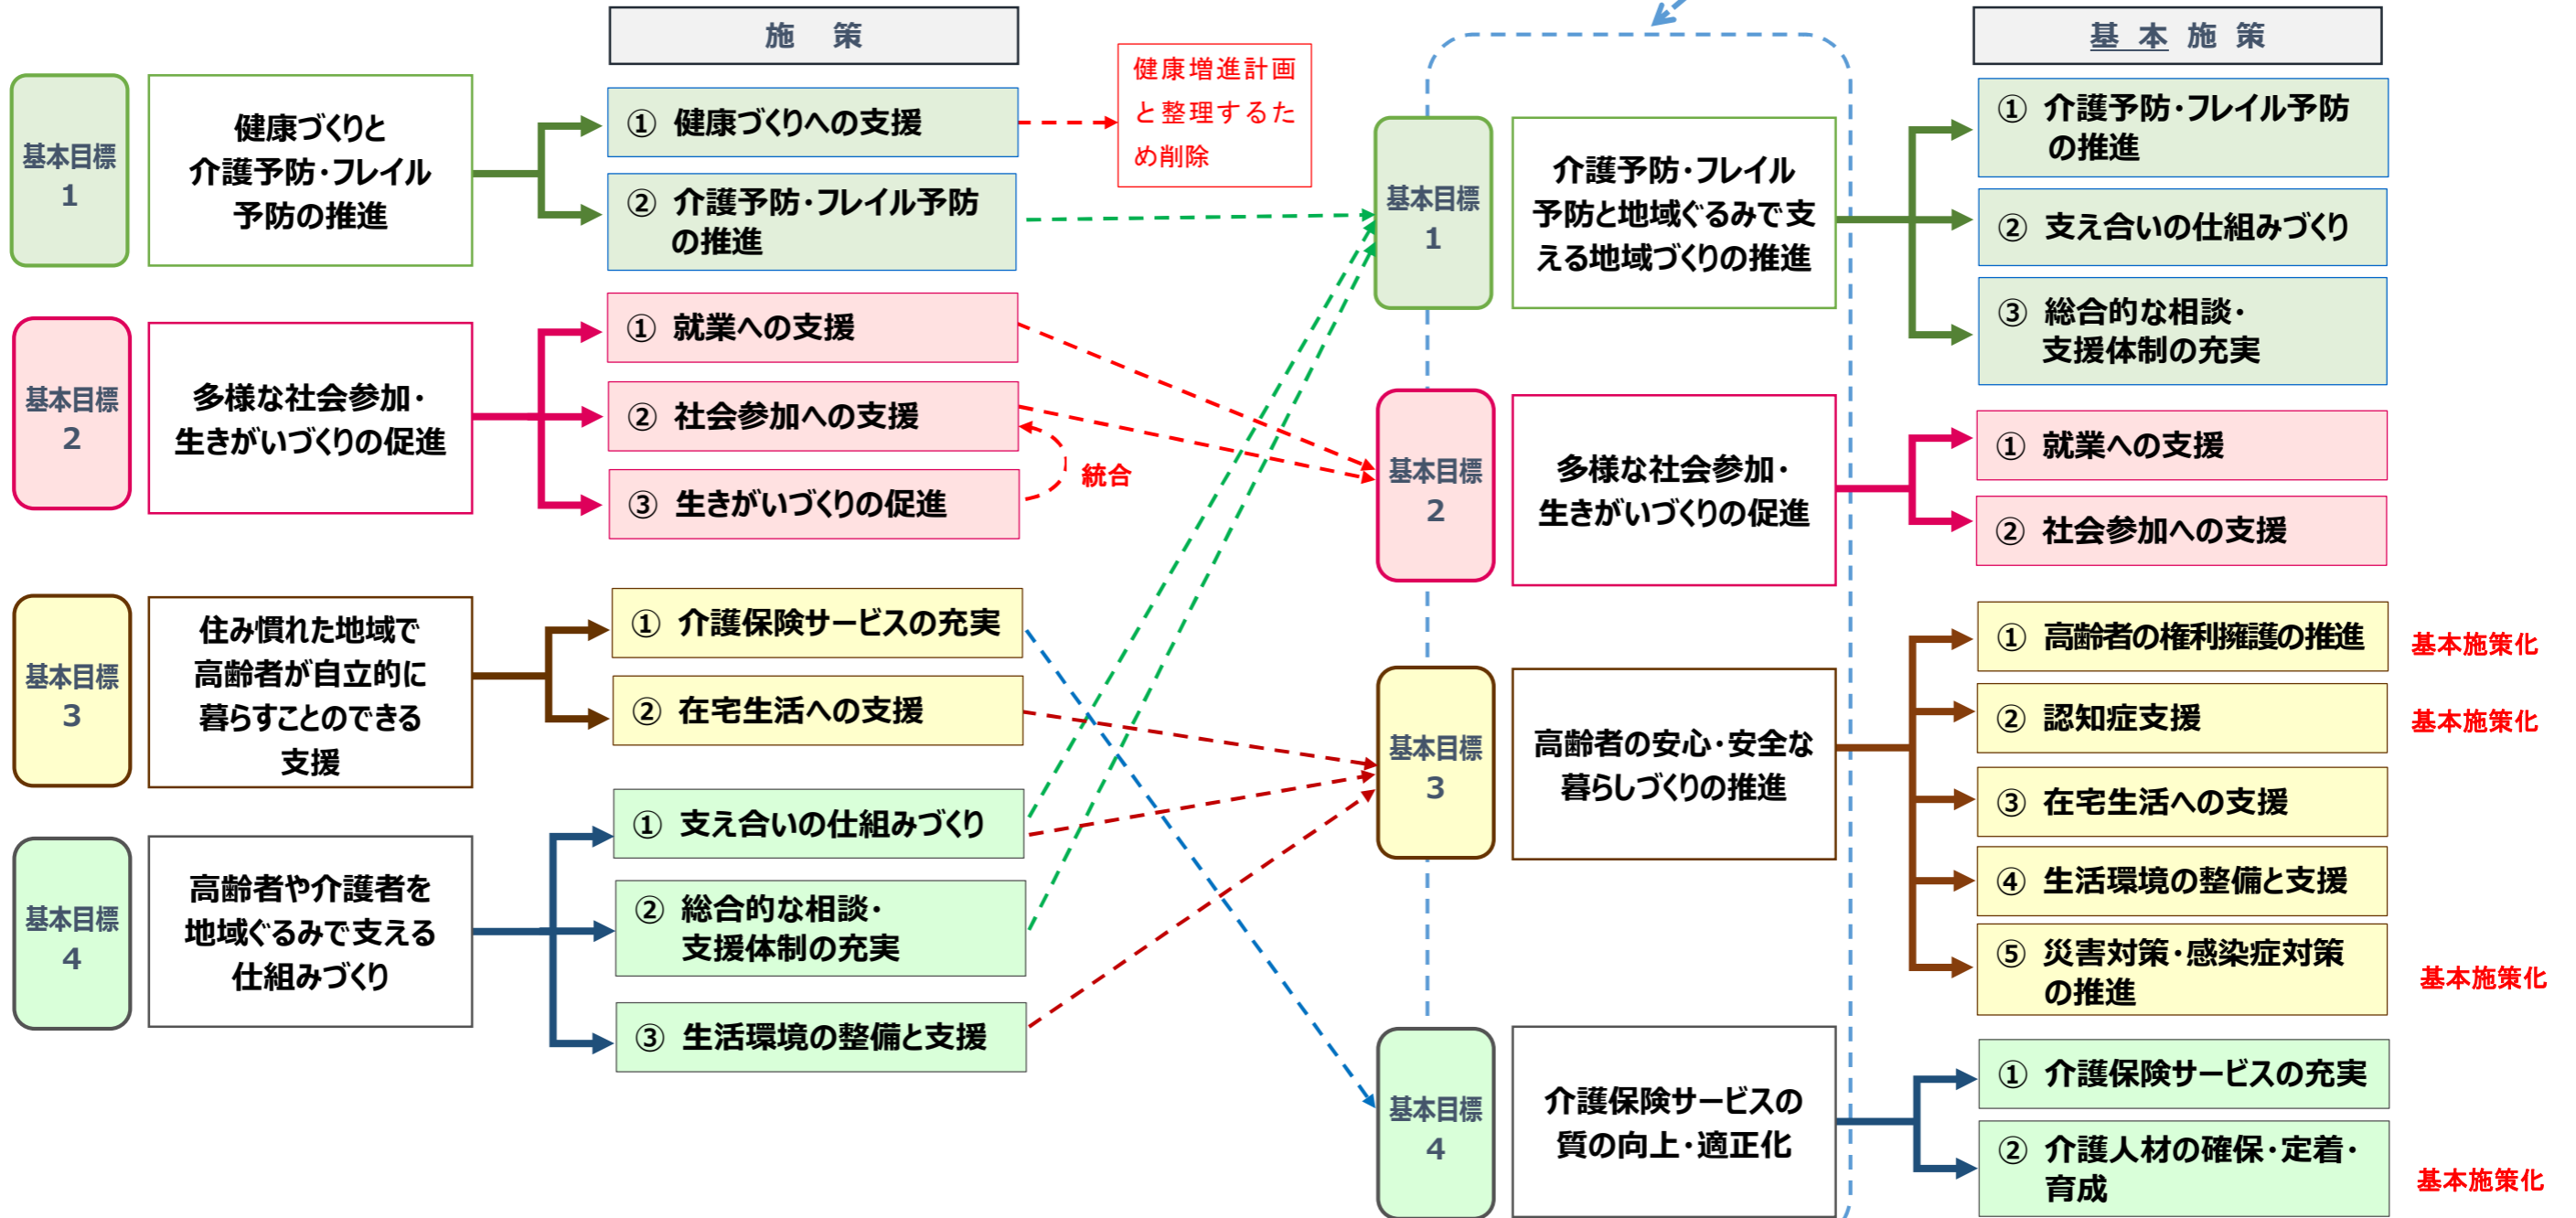 施　策
基本目標
1
健康づくりと
介護予防・フレイル
予防の推進
① 健康づくりへの支援
② 介護予防・フレイル予防
の推進
健康増進計画
と整理するた
め削除
基本目標
2
多様な社会参加・
生きがいづくりの促進
① 就業への支援
② 社会参加への支援
③ 生きがいづくりの促進
統合
基本目標
3
住み慣れた地域で
高齢者が自立的に
暮らすことのできる
支援
① 介護保険サービスの充実
② 在宅生活への支援
基本目標
4
高齢者や介護者を
地域ぐるみで支える
仕組みづくり
① 支え合いの仕組みづくり
② 総合的な相談・
支援体制の充実
③ 生活環境の整備と支援
基 本 施 策
基本目標
1
介護予防・フレイル
予防と地域ぐるみで支
える地域づくりの推進
① 介護予防・フレイル予防
の推進
② 支え合いの仕組みづくり
③ 総合的な相談・
支援体制の充実
基本目標
2
多様な社会参加・
生きがいづくりの促進
① 就業への支援
② 社会参加への支援
基本目標
3
高齢者の安心・安全な
暮らしづくりの推進
① 高齢者の権利擁護の推進
基本施策化
② 認知症支援
基本施策化
③ 在宅生活への支援
④ 生活環境の整備と支援
⑤ 災害対策・感染症対策
の推進
基本施策化
基本目標
4
介護保険サービスの
質の向上・適正化
① 介護保険サービスの充実
② 介護人材の確保・定着・
育成
基本施策化